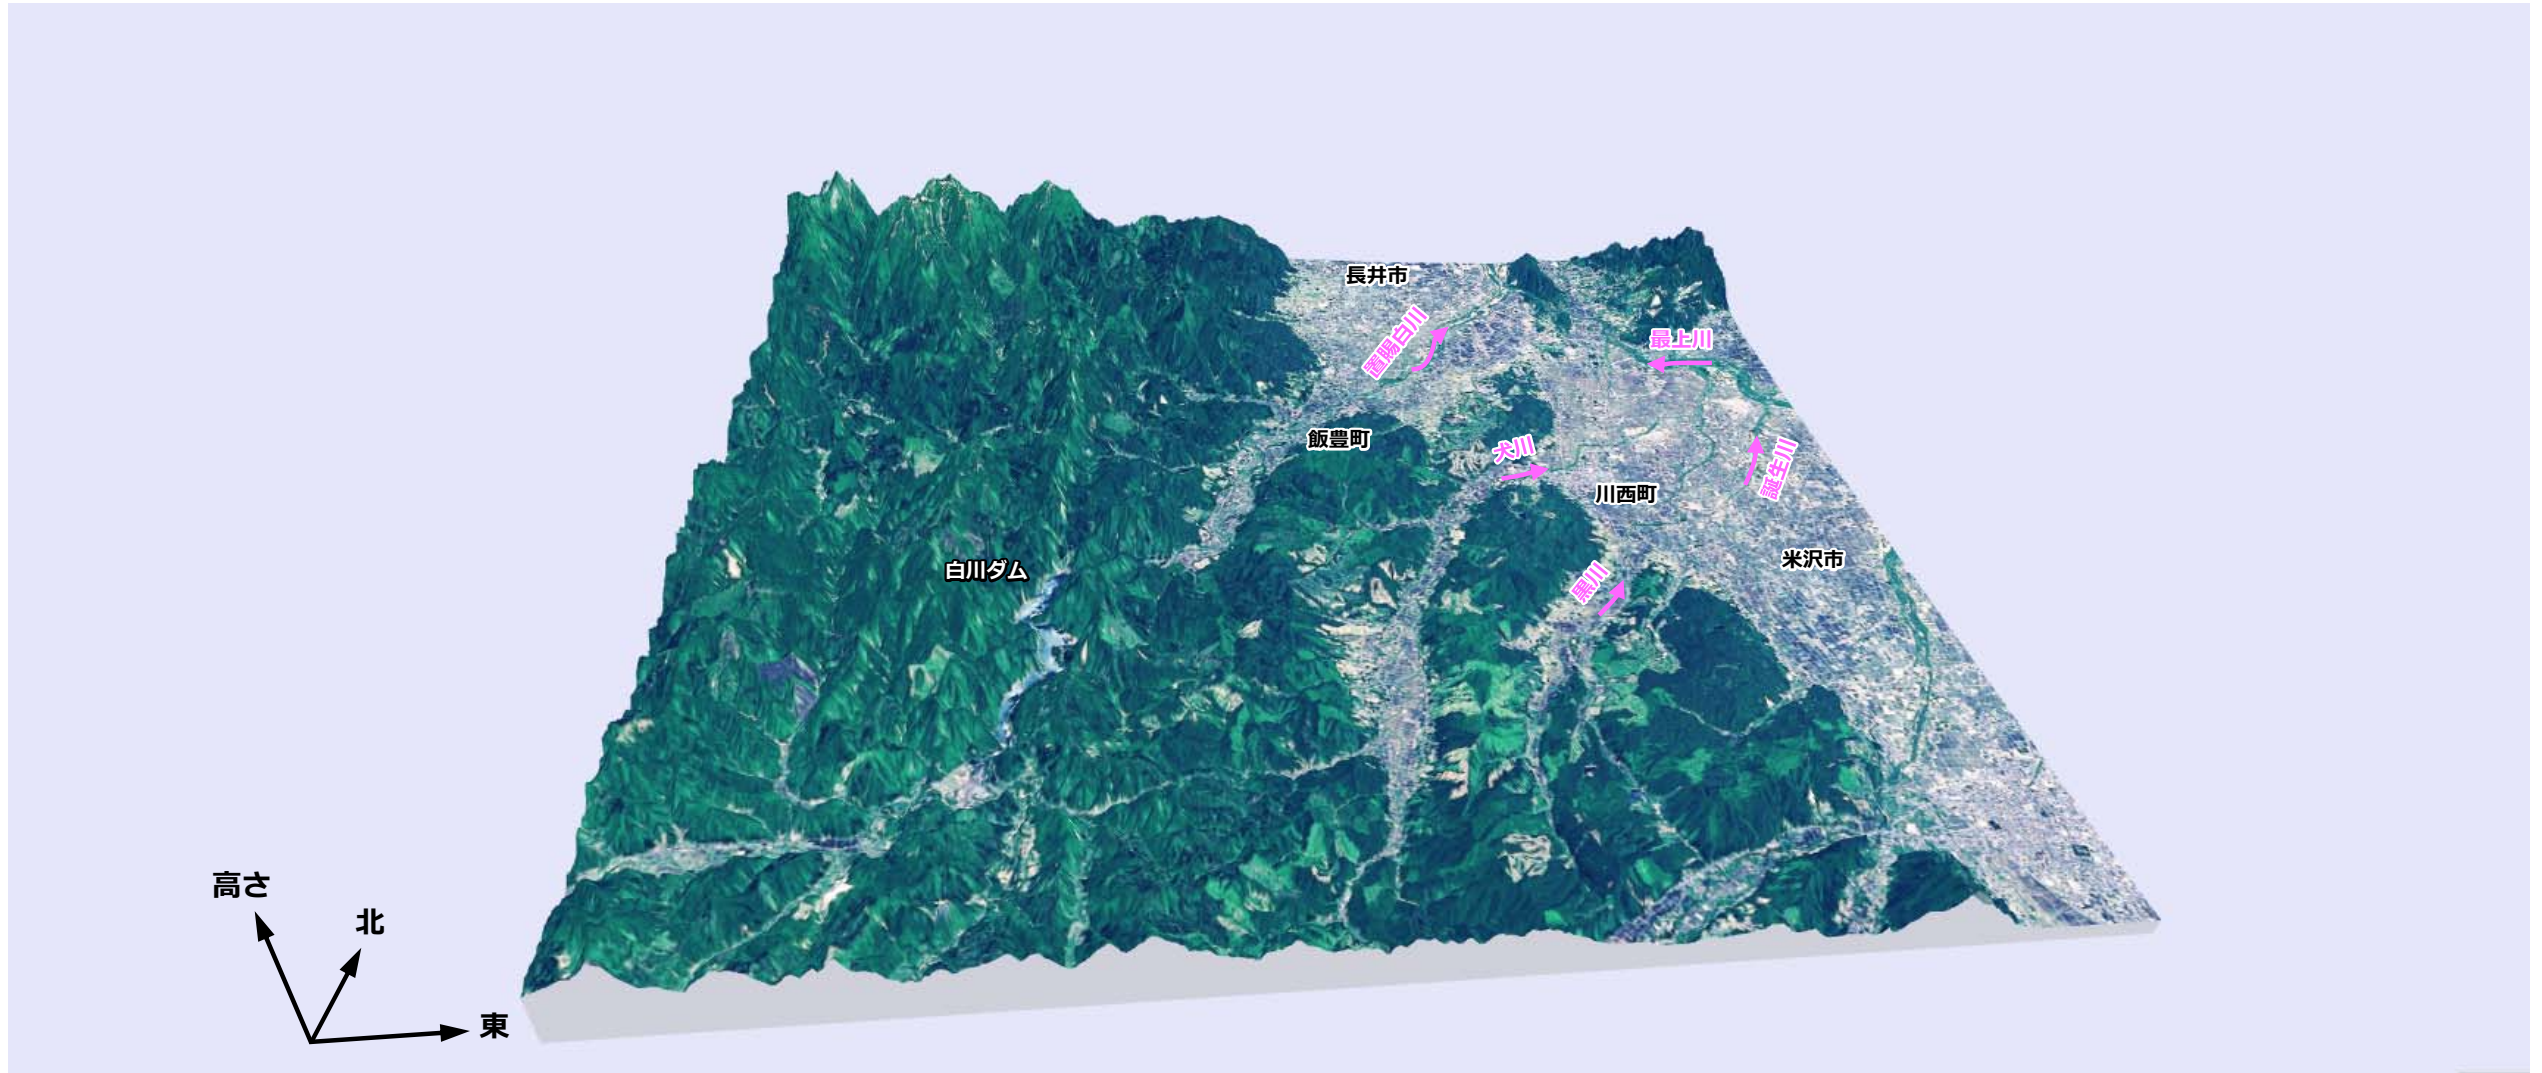 長井市
置賜白川
最上川
飯豊町
犬川
誕生川
川西町
米沢市
白川ダム
黒川
高さ
北
東